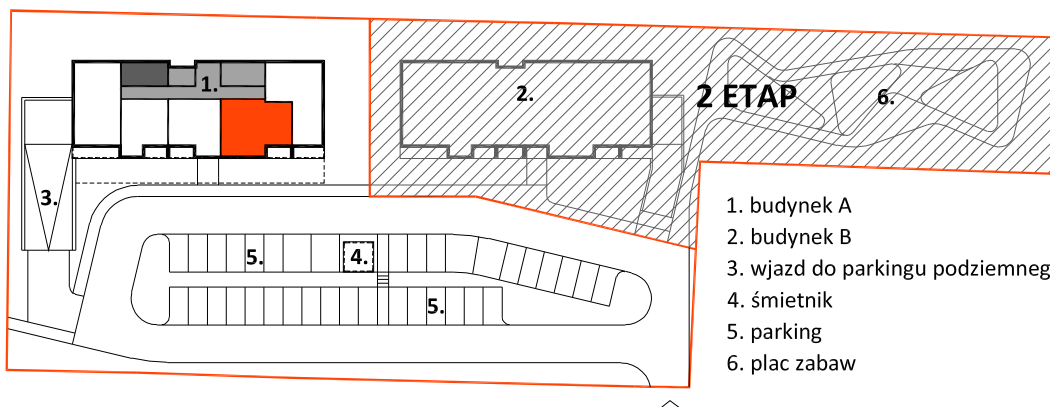 1.
2.
2 ETAP
6.
3.
5.
4.
5.
1. budynek A
2. budynek B
3. wjazd do parkingu podziemneg
4. śmietnik
5. parking
6. plac zabaw